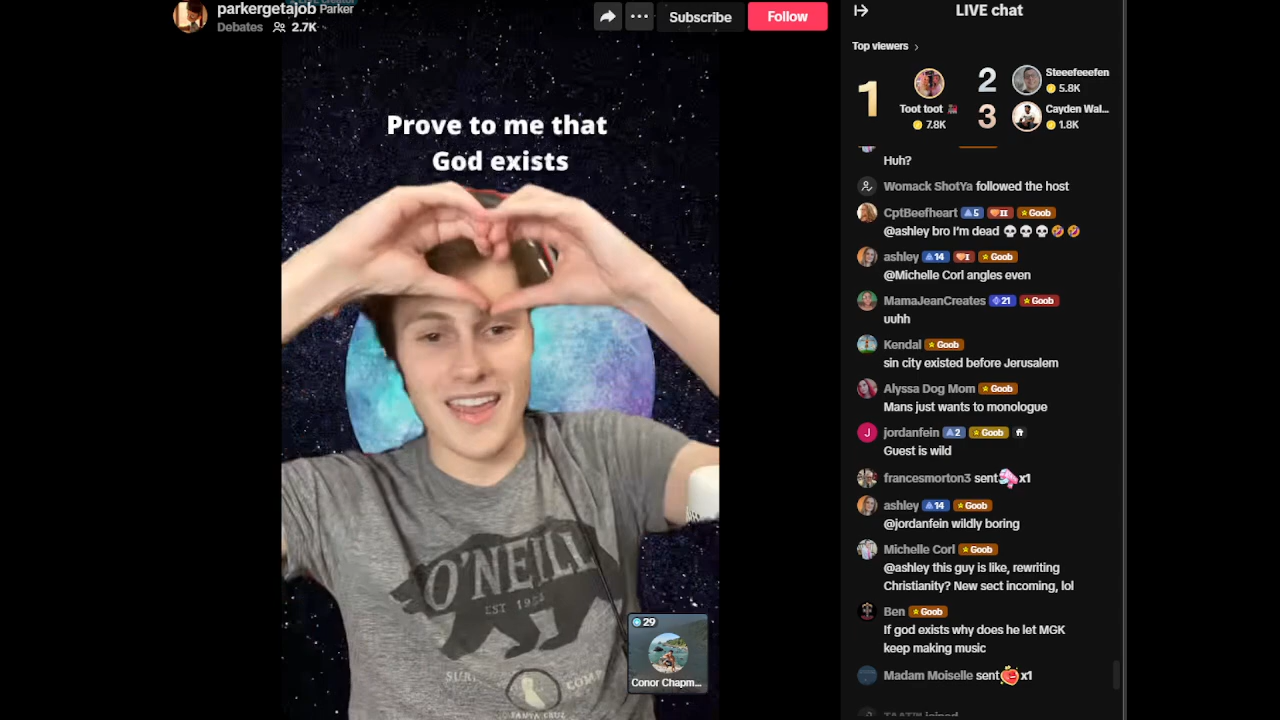 parkergetajob Parker
Debates 2.7K
Subscribe
Follow
Prove to me that
God exists
O'NEILL
EST 1952
SURF
COMP
29
Conor Chapm...
LIVE chat
Top viewers
1
Toot toot
7.8K
2
Steeefeeefen
5.8K
3
Cayden Wal...
1.8K
Huh?
Womack ShotYa followed the host
CptBeefheart 5 II Goob
@ashley bro I'm dead
ashley 14 I Goob
@Michelle Corl angles even
MamaJeanCreates 21 Goob
uuhh
Kendal Goob
sin city existed before Jerusalem
Alyssa Dog Mom Goob
Mans just wants to monologue
J jordanfein 2 Goob
Guest is wild
francesmorton3 sent x1
ashley 14 Goob
@jordanfein wildly boring
Michelle Corl Goob
@ashley this guy is like, rewriting
Christianity? New sect incoming, lol
Ben Goob
If god exists why does he let MGK
keep making music
Madam Moiselle sent x1